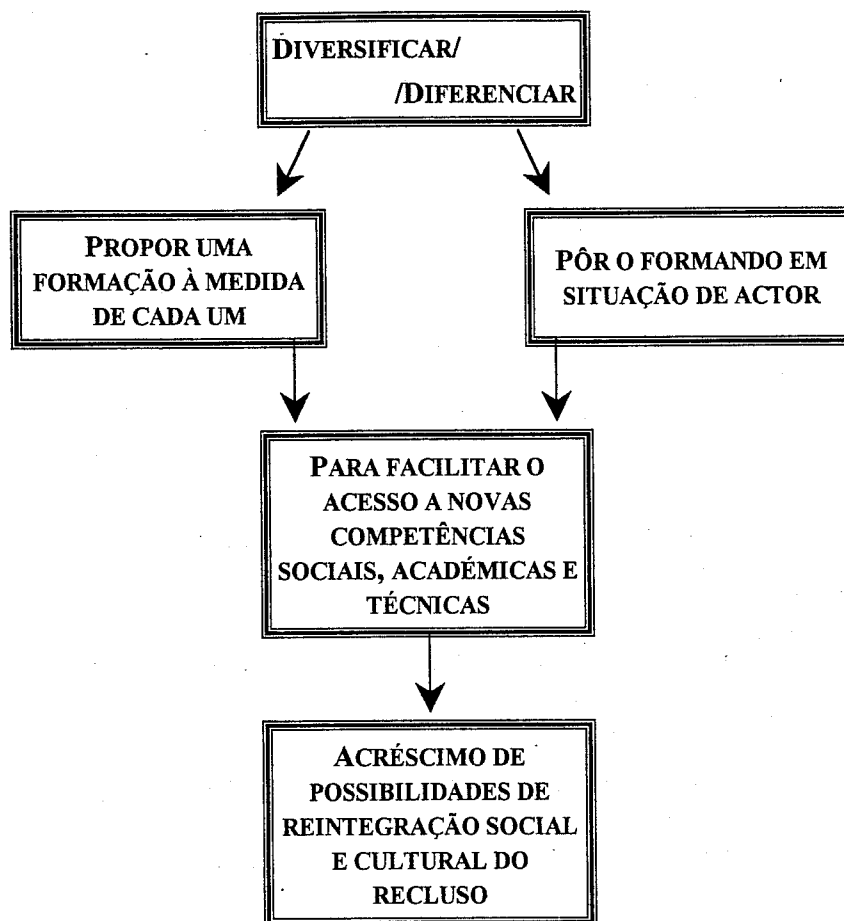 DIVERSIFICAR/
/DIFERENCIAR
PROPOR UMA
FORMAÇÃO À MEDIDA
DE CADA UM
PÔR O FORMANDO EM
SITUAÇÃO DE ACTOR
PARA FACILITAR O
ACESSO A NOVAS
COMPETÊNCIAS
SOCIAIS, ACADÉMICAS E
TÉCNICAS
ACRÉSCIMO DE
POSSIBILIDADES DE
REINTEGRAÇÃO SOCIAL
E CULTURAL DO
RECLUSO